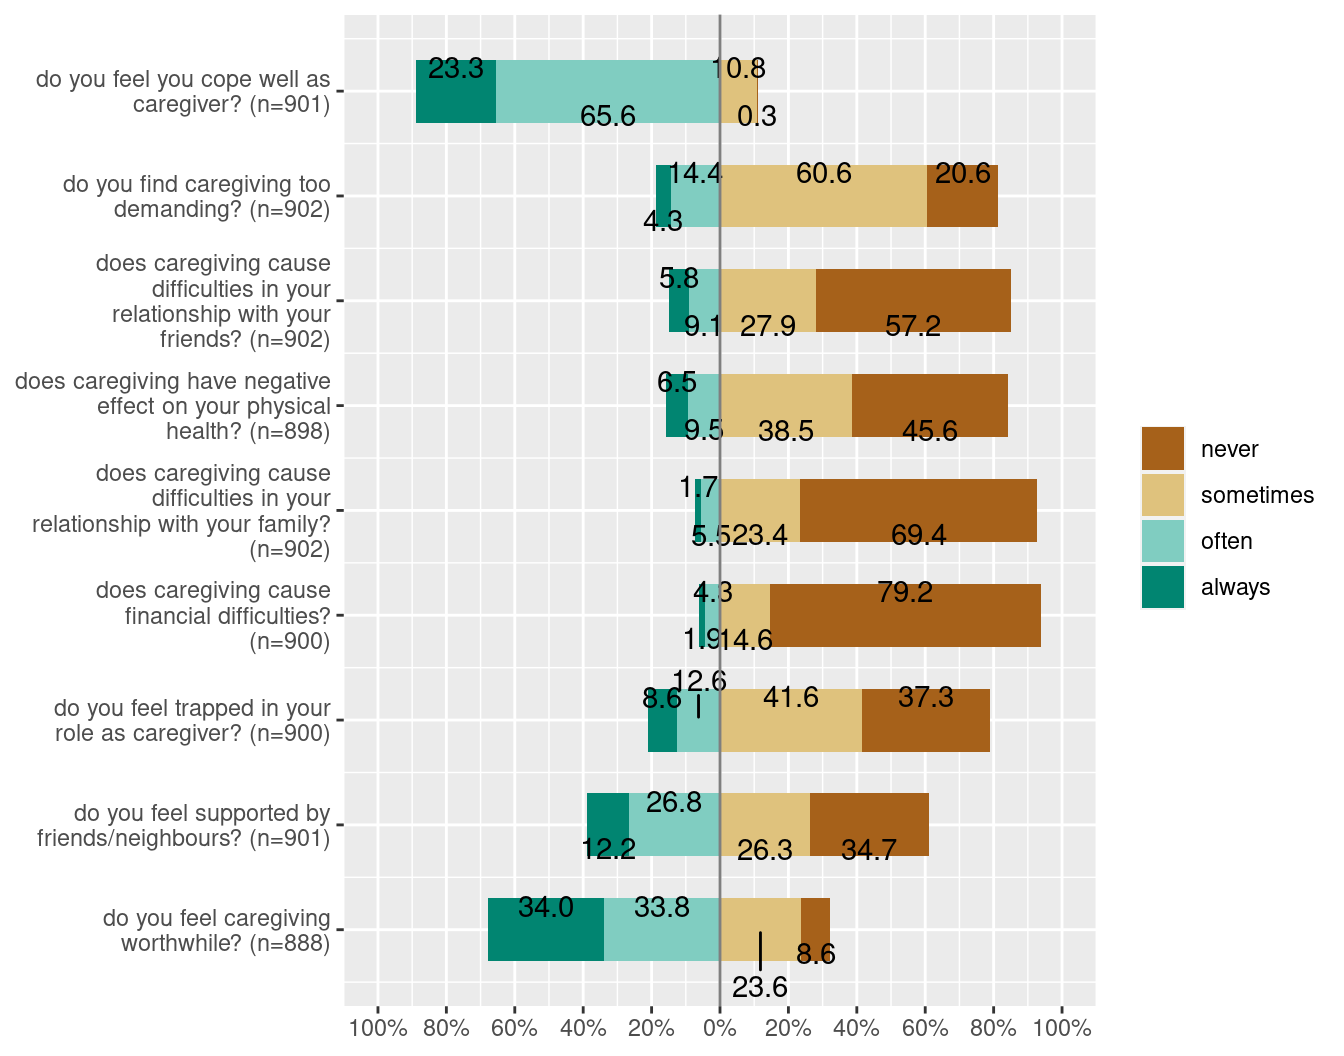 do you feel you cope well as
caregiver? (n=901)
23.3
65.6
10.8
0.3
do you find caregiving too
demanding? (n=902)
4.3
14.4
60.6
20.6
does caregiving cause
difficulties in your
relationship with your
friends? (n=902)
5.8
9.1
27.9
57.2
does caregiving have negative
effect on your physical
health? (n=898)
6.5
9.5
38.5
45.6
does caregiving cause
difficulties in your
relationship with your family?
(n=902)
1.7
5.5
23.4
69.4
does caregiving cause
financial difficulties?
(n=900)
1.9
4.3
14.6
79.2
do you feel trapped in your
role as caregiver? (n=900)
8.6
12.6
41.6
37.3
do you feel supported by
friends/neighbours? (n=901)
12.2
26.8
26.3
34.7
do you feel caregiving
worthwhile? (n=888)
34.0
33.8
23.6
8.6
100% 80% 60% 40% 20% 0% 20% 40% 60% 80% 100%
never
sometimes
often
always